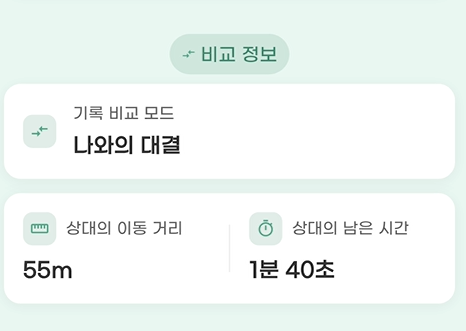 비교 정보
기록 비교 모드
나와의 대결
상대의 이동 거리
55m
상대의 남은 시간
1분 40초